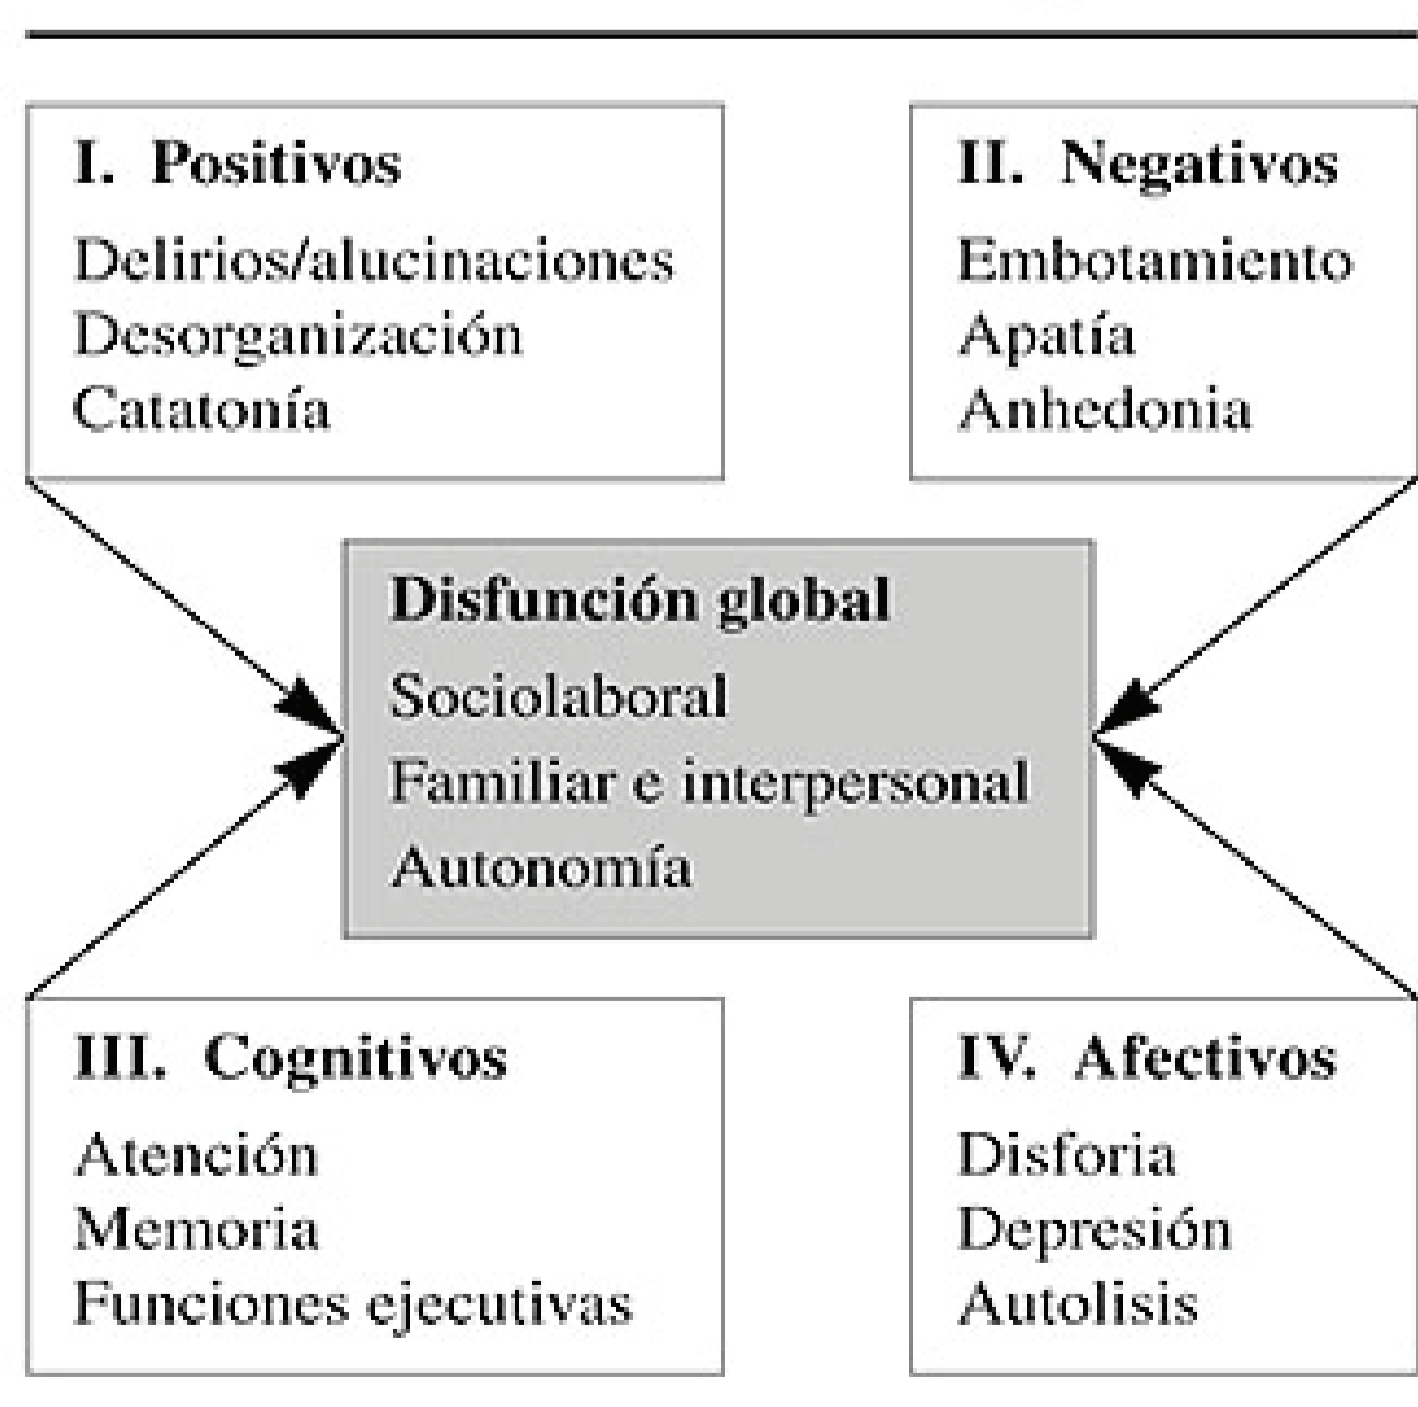 I. Positivos
Delirios/alucinaciones
Desorganización
Catatonía
II. Negativos
Embotamiento
Apatía
Anhedonia
Disfunción global
Sociolaboral
Familiar e interpersonal
Autonomía
III. Cognitivos
Atención
Memoria
Funciones ejecutivas
IV. Afectivos
Disforia
Depresión
Autolisis